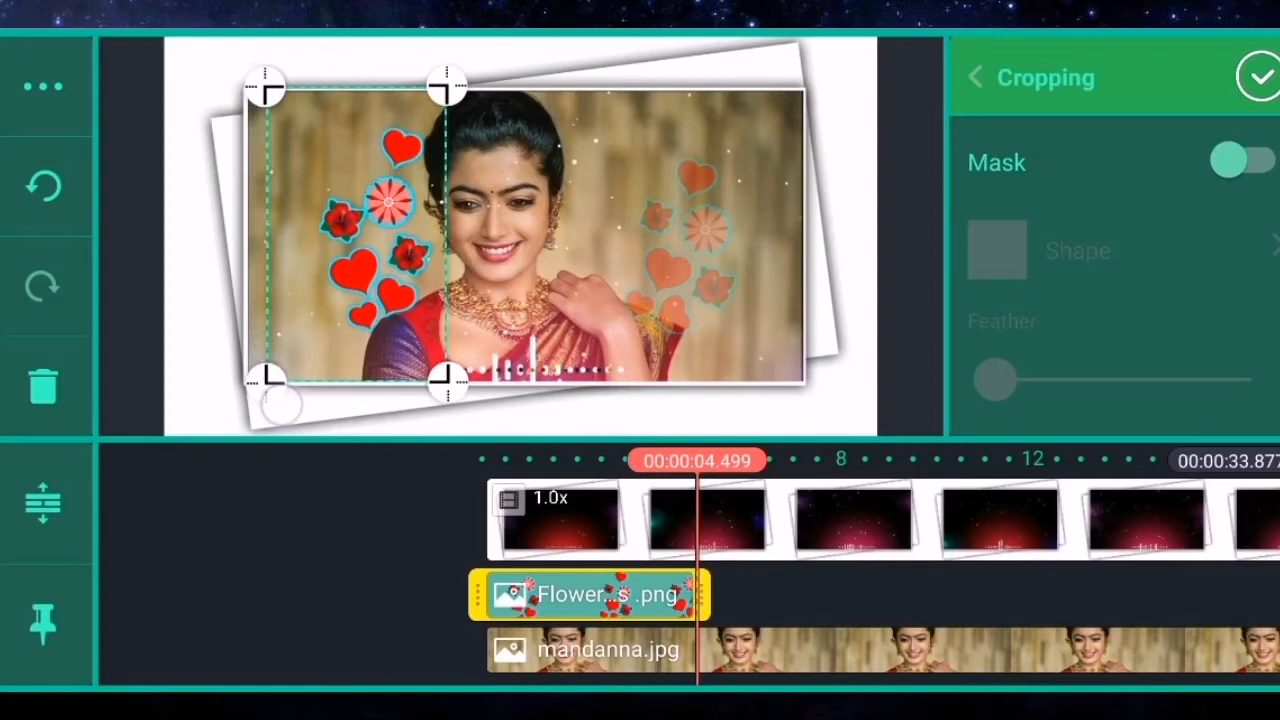 Cropping
Mask
Shape
Feather
00:00:04.499
8
12
00:00:33.877
1.0x
Flower...s .png
mandanna.jpg